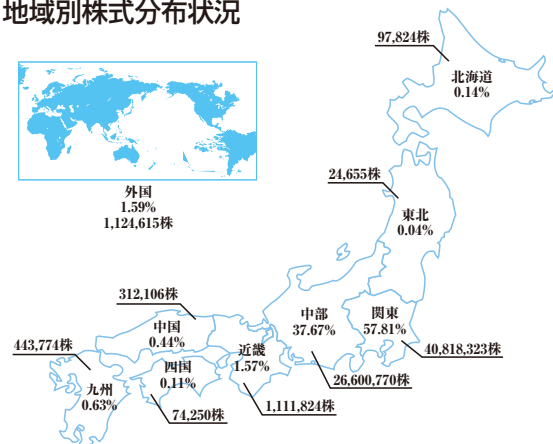 地域別株式分布状況
97,824株
北海道
0.14%
外国
1.59%
1,124,615株
24,655株
東北
0.04%
312,106株
中国
0.44%
中部
37.67%
関東
57.81%
443,774株
近畿
1.57%
40,818,323株
四国
0.11%
26,600,770株
九州
0.63%
74,250株
1,111,824株